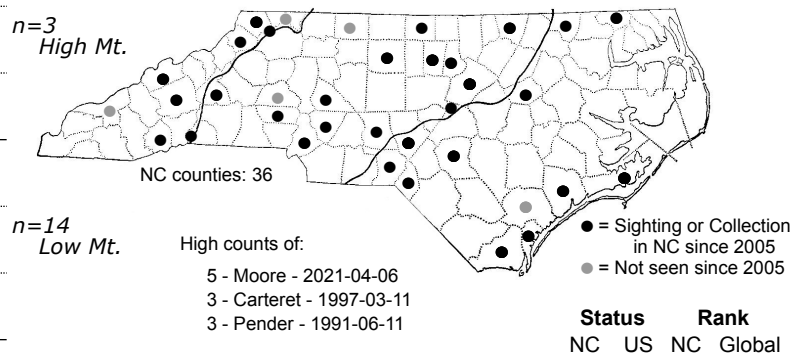 n=3
High Mt.
NC counties: 36
n=14
Low Mt.
High counts of:
5 - Moore - 2021-04-06
3 - Carteret - 1997-03-11
3 - Pender - 1991-06-11
= Sighting or Collection
in NC since 2005
= Not seen since 2005
Status Rank
NC US NC Global